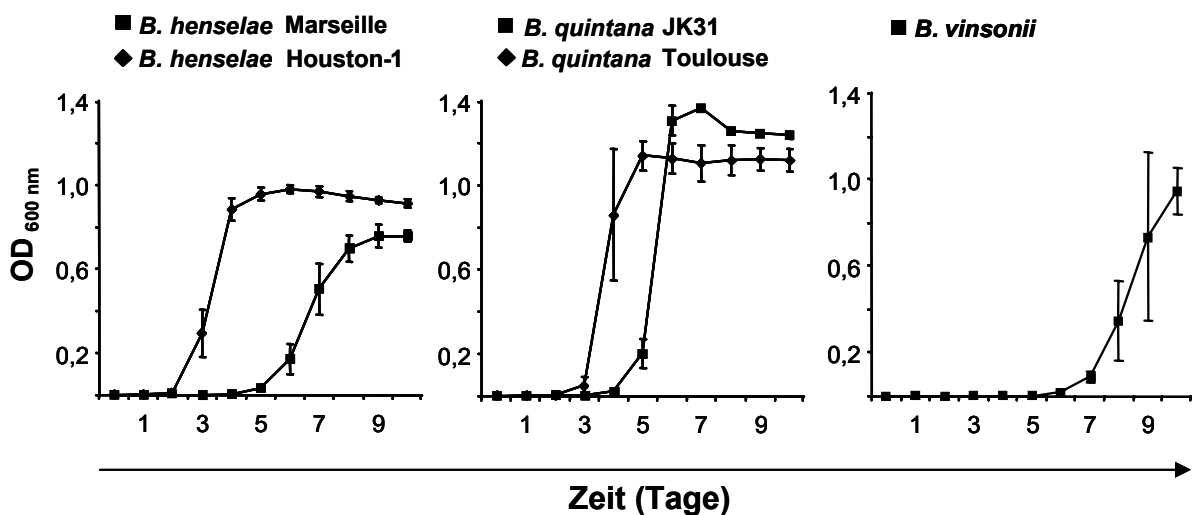 B. henselae Marseille
B. henselae Houston-1
B. quintana JK31
B. quintana Toulouse
B. vinsonii
OD 600 nm
1,4
1,0
0,6
0,2
1 3 5 7 9
1,4
1,0
0,6
0,2
1 3 5 7 9
1,4
1,0
0,6
0,2
1 3 5 7 9
Zeit (Tage)